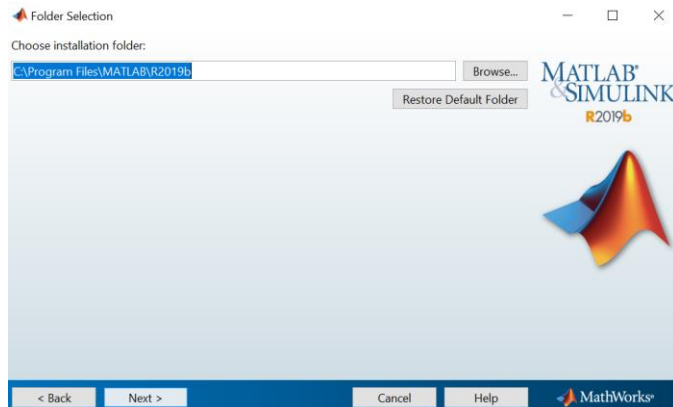 Folder Selection
Choose installation folder:
C:\Program Files\MATLAB\R2019b
Browse...
Restore Default Folder
MATLAB®
&SIMULINK
R2019b
< Back
Next >
Cancel
Help
MathWorks®